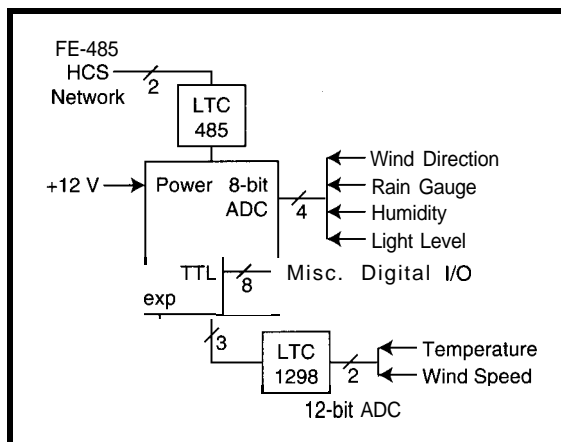 FE-485
HCS
Network
2
LTC
485
+12 V
Power 8-bit
ADC
4
Wind Direction
Rain Gauge
Humidity
Light Level
TTL
8
Misc. Digital I/O
exp
3
LTC
1298
2
Temperature
Wind Speed
12-bit ADC